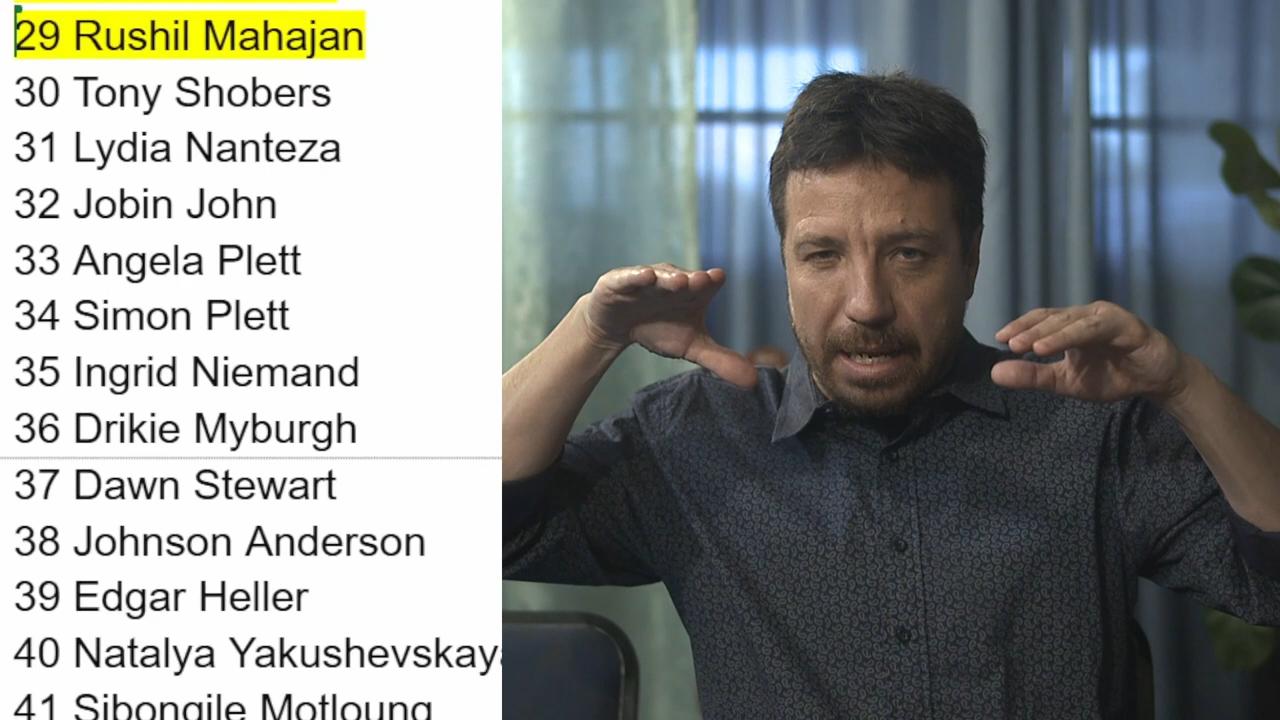 29 Rushil Mahajan
30 Tony Shobers
31 Lydia Nanteza
32 Jobin John
33 Angela Plett
34 Simon Plett
35 Ingrid Niemand
36 Drikie Myburgh
37 Dawn Stewart
38 Johnson Anderson
39 Edgar Heller
40 Natalya Yakushevskaya
41 Sibongile Motloung